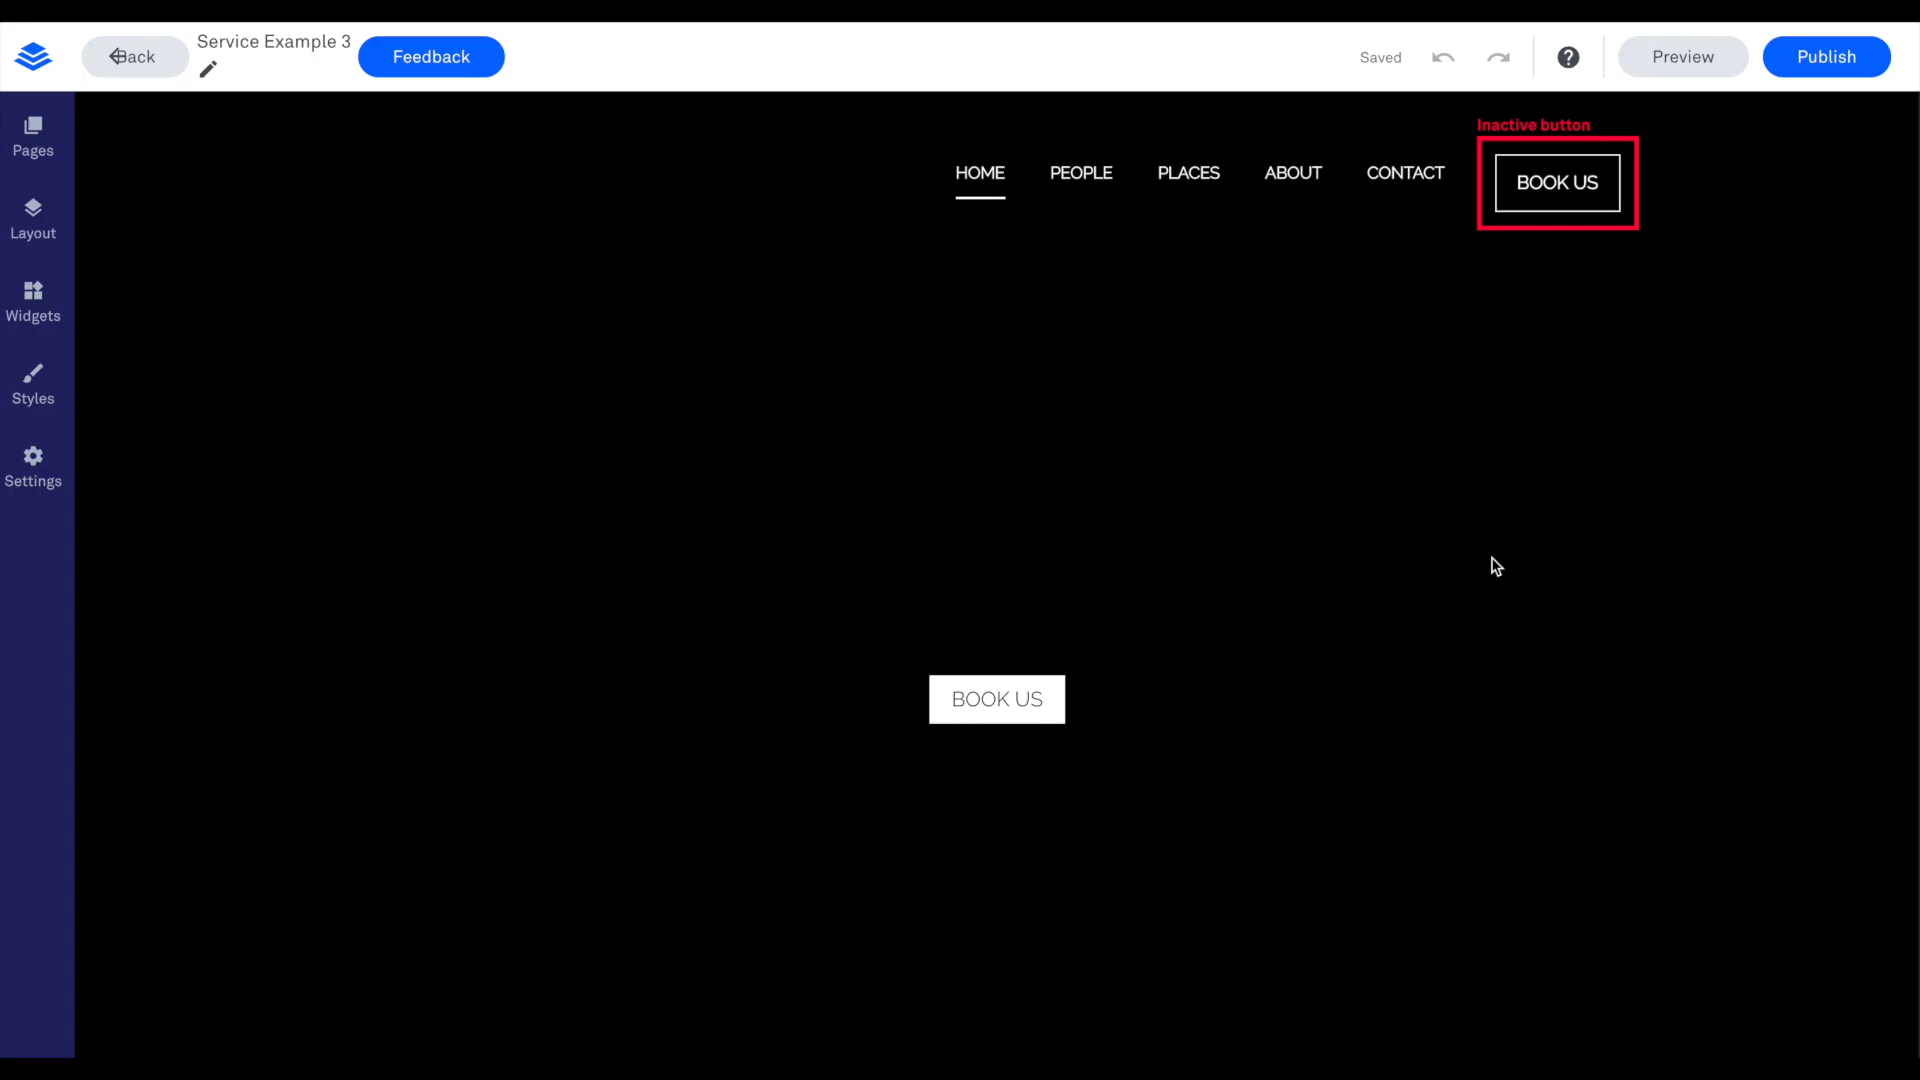 Back
Service Example 3
Feedback
Saved
Preview
Publish
Pages
Layout
Widgets
Styles
Settings
Inactive button
HOME
PEOPLE
PLACES
ABOUT
CONTACT
BOOK US
BOOK US